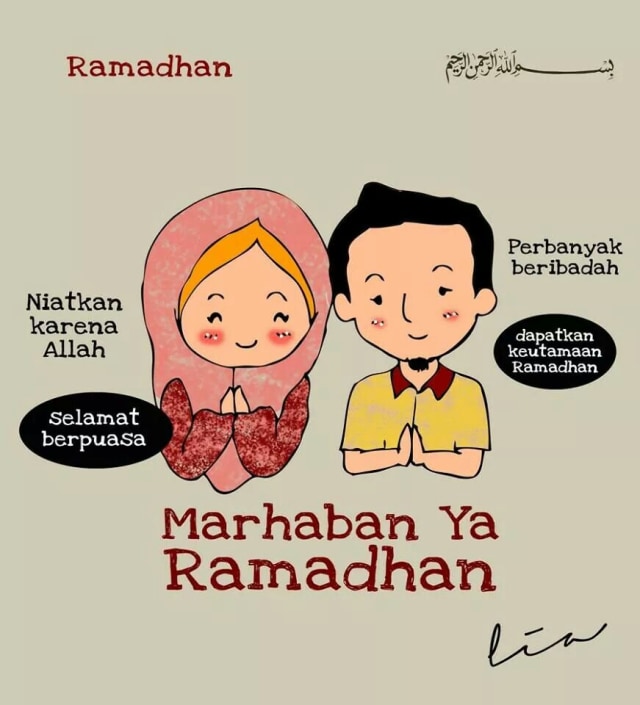 Ramadhan
بسم الله الرحمن الرحيم
Perbanyak
beribadah
Niatkan
karena
Allah
dapatkan
keutamaan
Ramadhan
selamat
berpuasa
Marhaban Ya
Ramadhan
lia